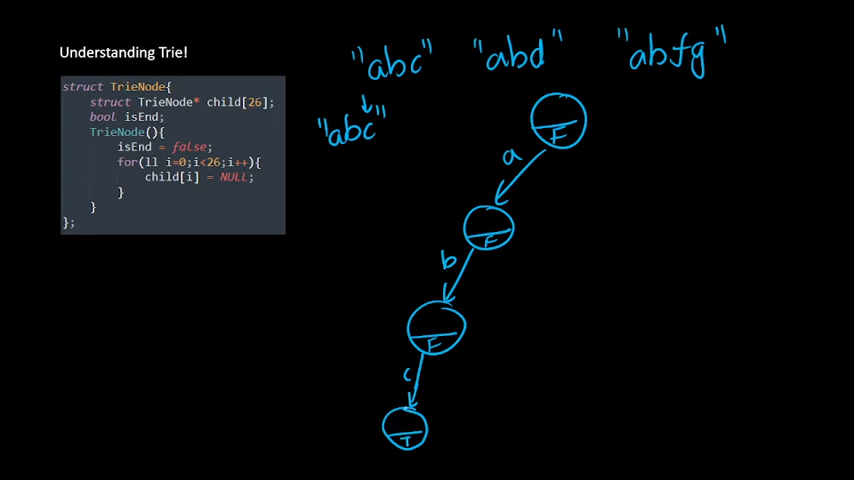 Understanding Trie!
"abc" "abd" "abfg"
struct TrieNode{
struct TrieNode* child[26];
bool isEnd;
TrieNode(){
isEnd = false;
for(ll i=0;i<26;i++){
child[i] = NULL;
}
}
};
"abc"
F
a
F
b
F
c
T